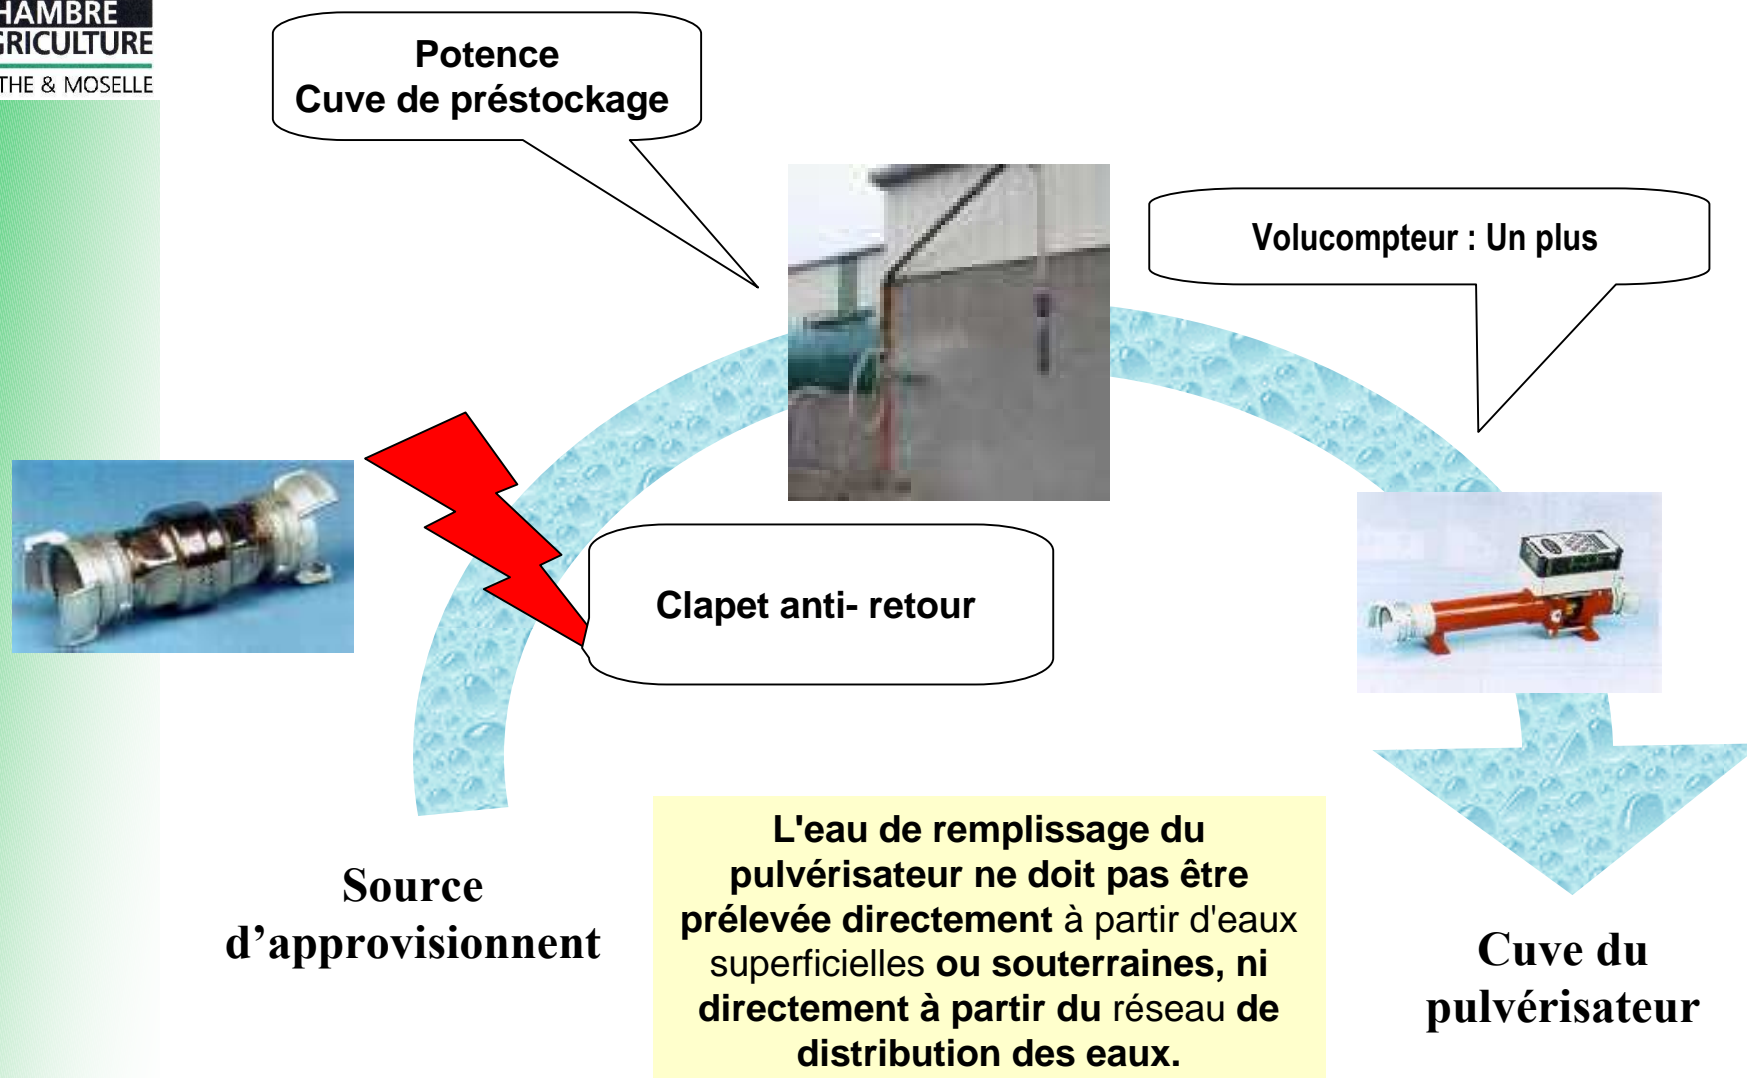 HAMBRE
GRICULTURE
THE & MOSELLE
Potence
Cuve de préstockage
Volucompteur : Un plus
Clapet anti- retour
Source
d’approvisionnent
L'eau de remplissage du
pulvérisateur ne doit pas être
prélevée directement à partir d'eaux
superficielles ou souterraines, ni
directement à partir du réseau de
distribution des eaux.
Cuve du
pulvérisateur